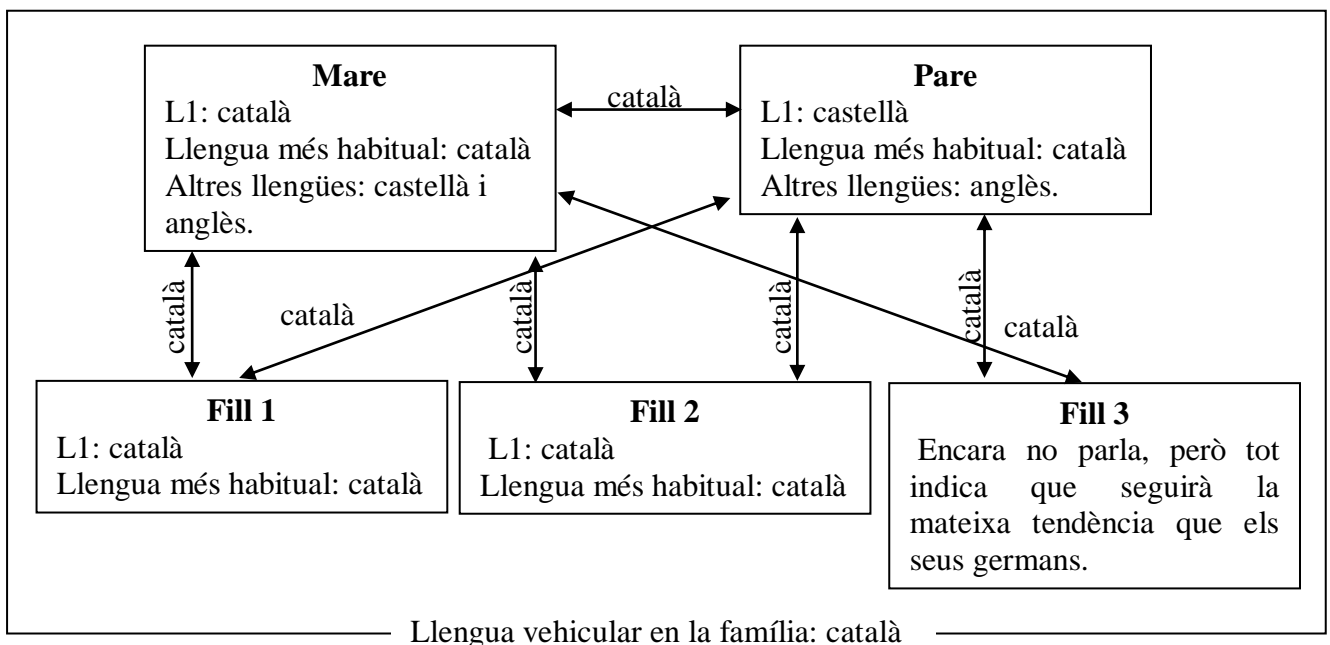 Mare
L1: català
Llengua més habitual: català
Altres llengües: castellà i
anglès.
català
Pare
L1: castellà
Llengua més habitual: català
Altres llengües: anglès.
català
català
català
català
català
català
Fill 1
L1: català
Llengua més habitual: català
Fill 2
L1: català
Llengua més habitual: català
Fill 3
Encara no parla, però tot
indica que seguirà la
mateixa tendència que els
seus germans.
Llengua vehicular en la família: català